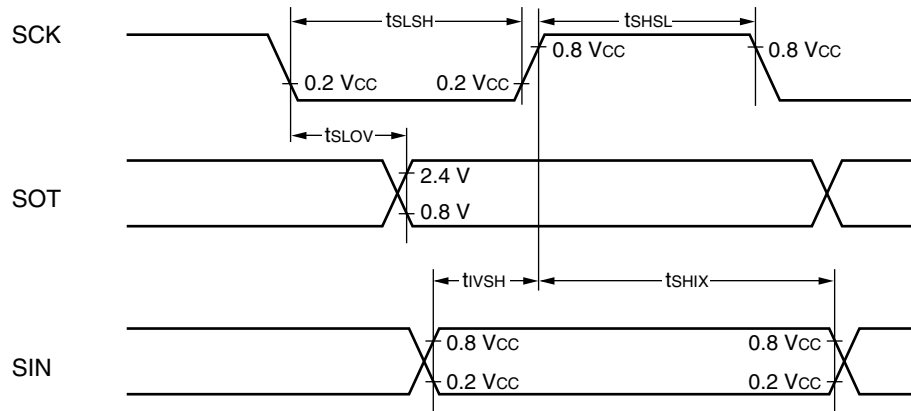 tSLSH
tSHSL
SCK
0.8 VCC
0.8 VCC
0.2 VCC
0.2 VCC
tSLOV
2.4 V
SOT
0.8 V
tIVSH
tSHIX
0.8 VCC
0.8 VCC
SIN
0.2 VCC
0.2 VCC